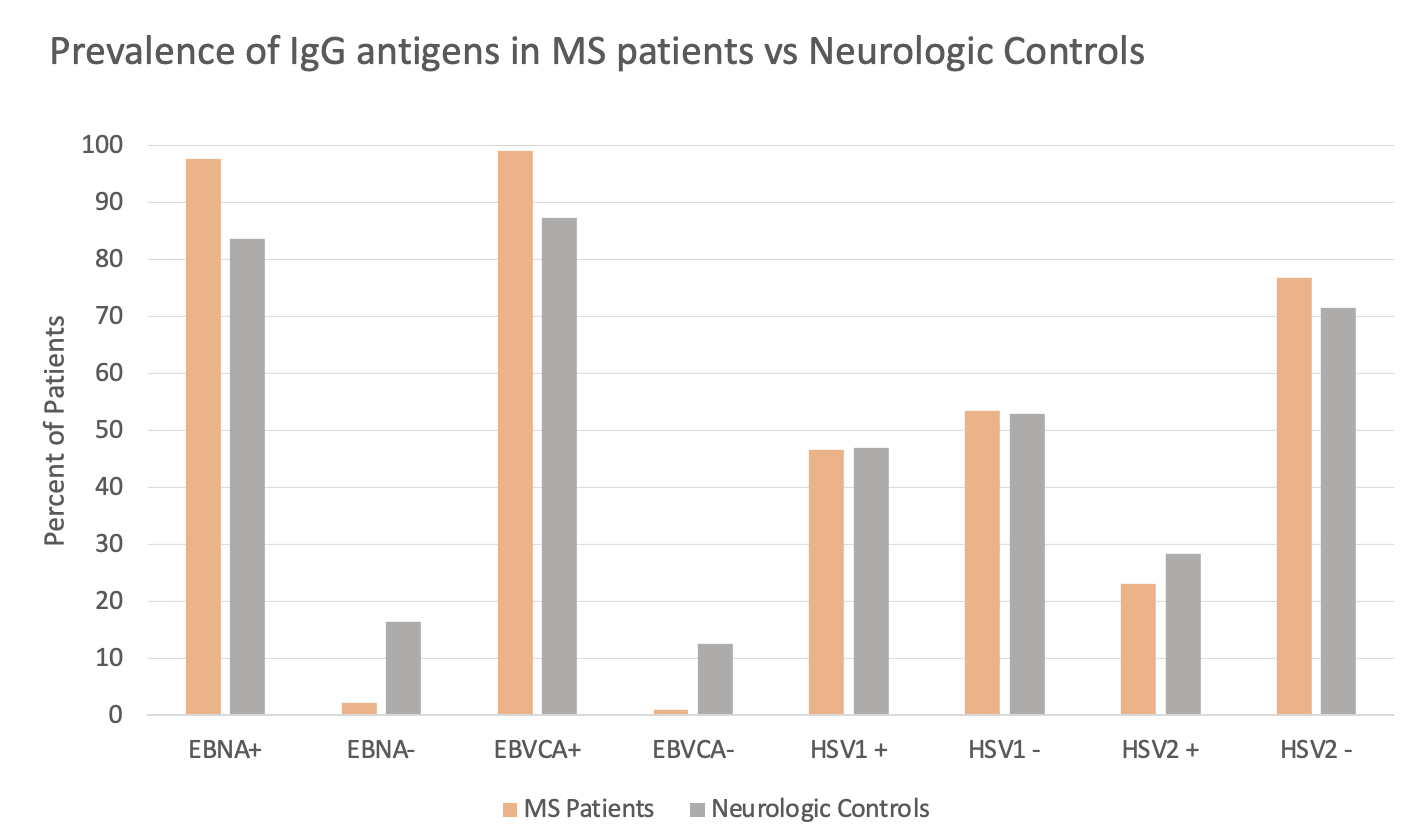 Prevalence of IgG antigens in MS patients vs Neurologic Controls
Percent of Patients
100
90
80
70
60
50
40
30
20
10
0
EBNA+ EBNA- EBVCA+ EBVCA- HSV1 + HSV1 - HSV2 + HSV2 -
MS Patients Neurologic Controls